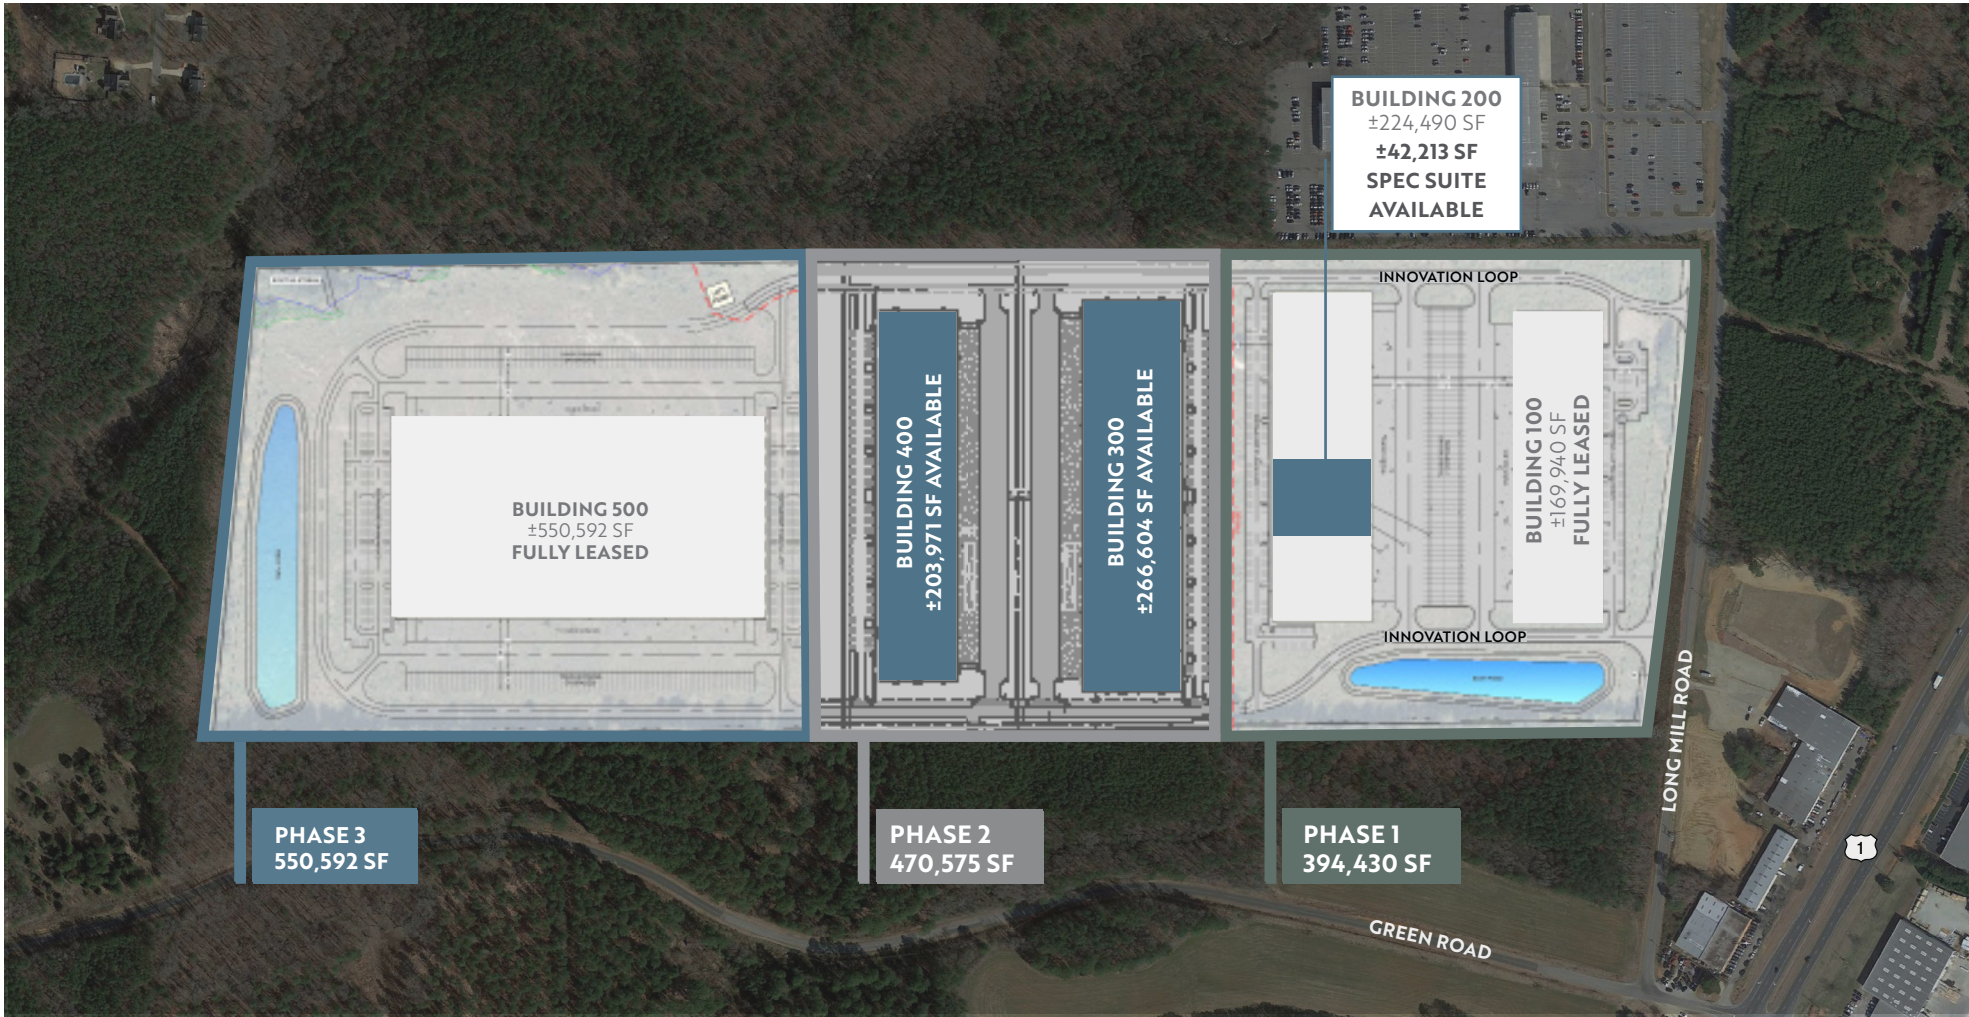 BUILDING 200
±224,490 SF
±42,213 SF
SPEC SUITE
AVAILABLE
INNOVATION LOOP
BUILDING 500
±550,592 SF
FULLY LEASED
BUILDING 400
±203,971 SF AVAILABLE
BUILDING 300
±266,604 SF AVAILABLE
BUILDING 100
±169,940 SF
FULLY LEASED
INNOVATION LOOP
LONG MILL ROAD
PHASE 3
550,592 SF
PHASE 2
470,575 SF
PHASE 1
394,430 SF
1
GREEN ROAD